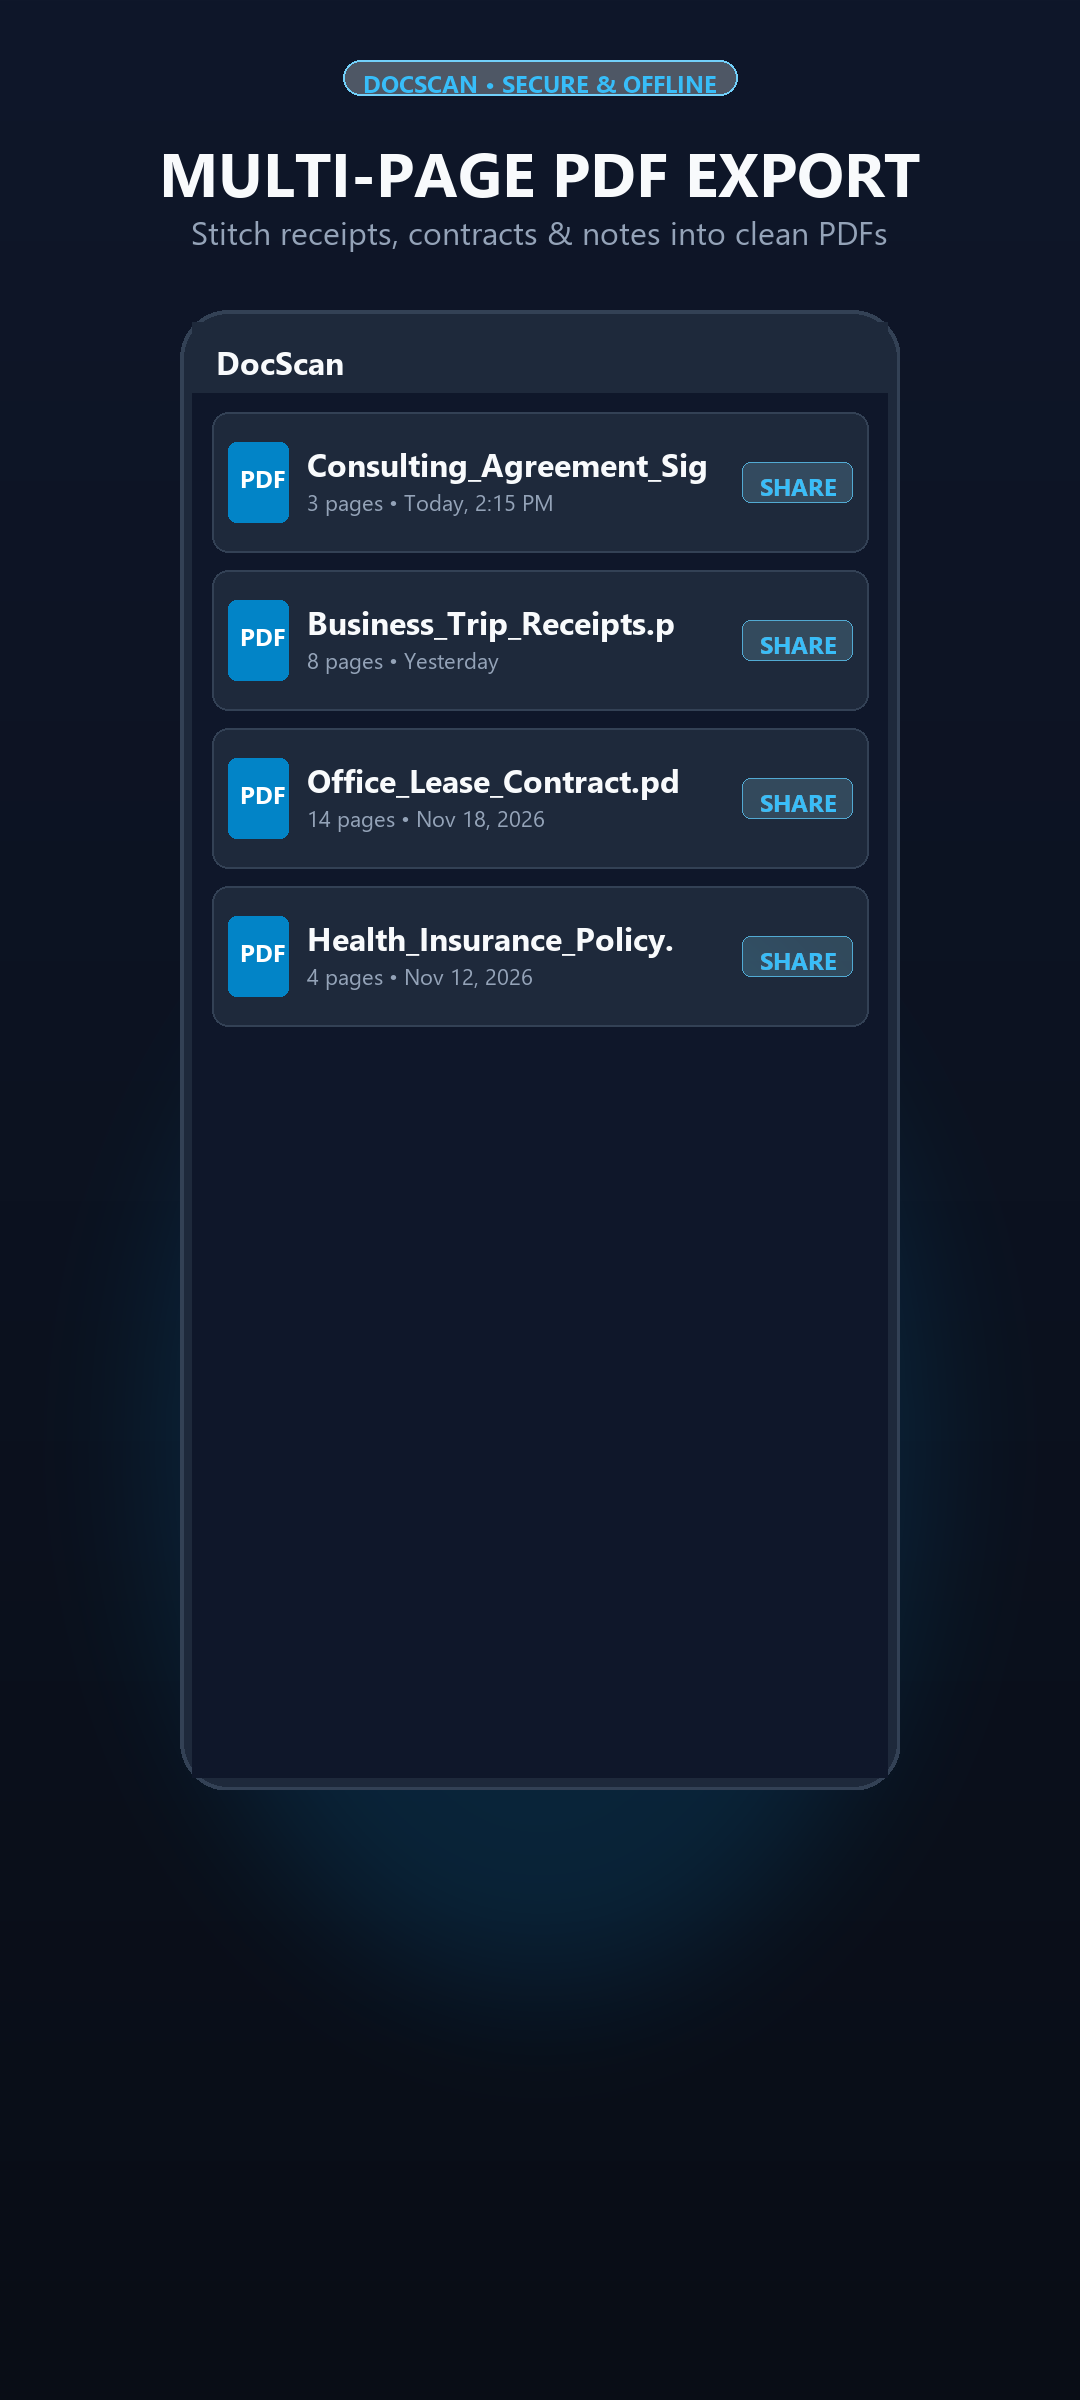 DOCSCAN • SECURE & OFFLINE
MULTI-PAGE PDF EXPORT
Stitch receipts, contracts & notes into clean PDFs
DocScan
PDF
Consulting_Agreement_Sig
3 pages • Today, 2:15 PM
SHARE
PDF
Business_Trip_Receipts.p
8 pages • Yesterday
SHARE
PDF
Office_Lease_Contract.pd
14 pages • Nov 18, 2026
SHARE
PDF
Health_Insurance_Policy.
4 pages • Nov 12, 2026
SHARE